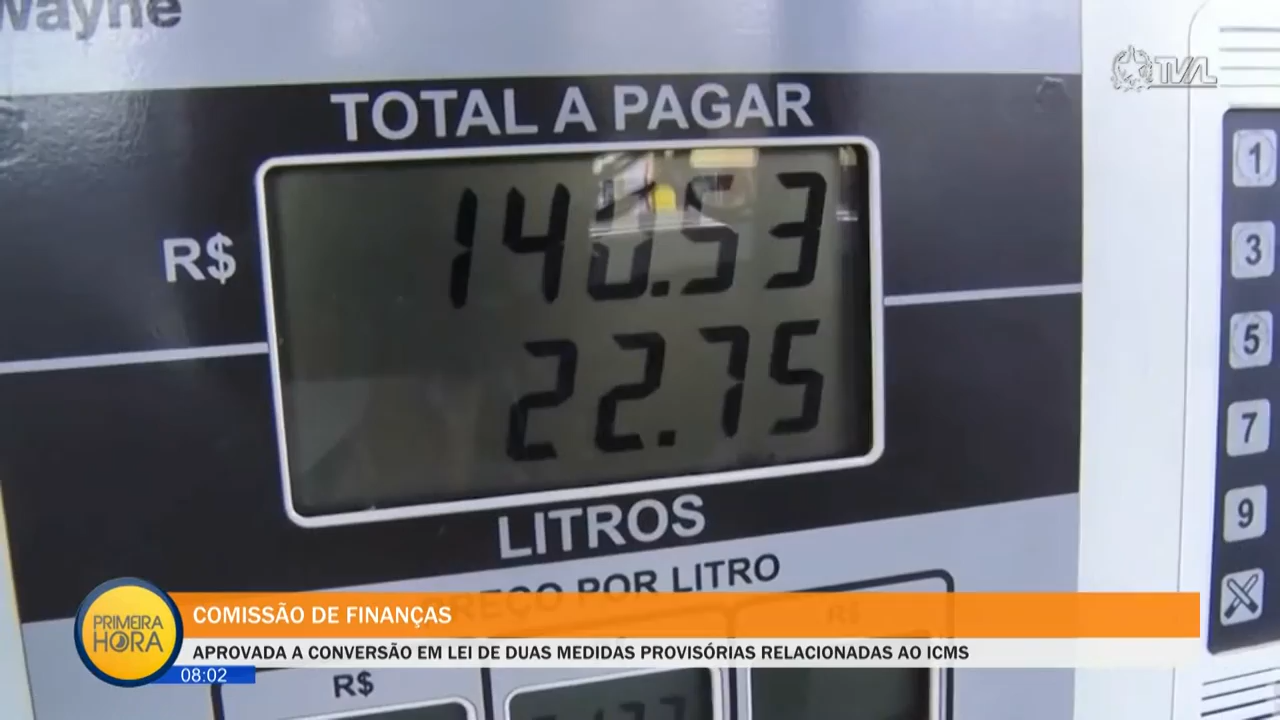 Wayne
TVAL
TOTAL A PAGAR
R$ 140.53
22.75
LITROS
PREÇO POR LITRO
R$
R$
1
3
5
7
9
PRIMEIRA
HORA
COMISSÃO DE FINANÇAS
APROVADA A CONVERSÃO EM LEI DE DUAS MEDIDAS PROVISÓRIAS RELACIONADAS AO ICMS
08:02